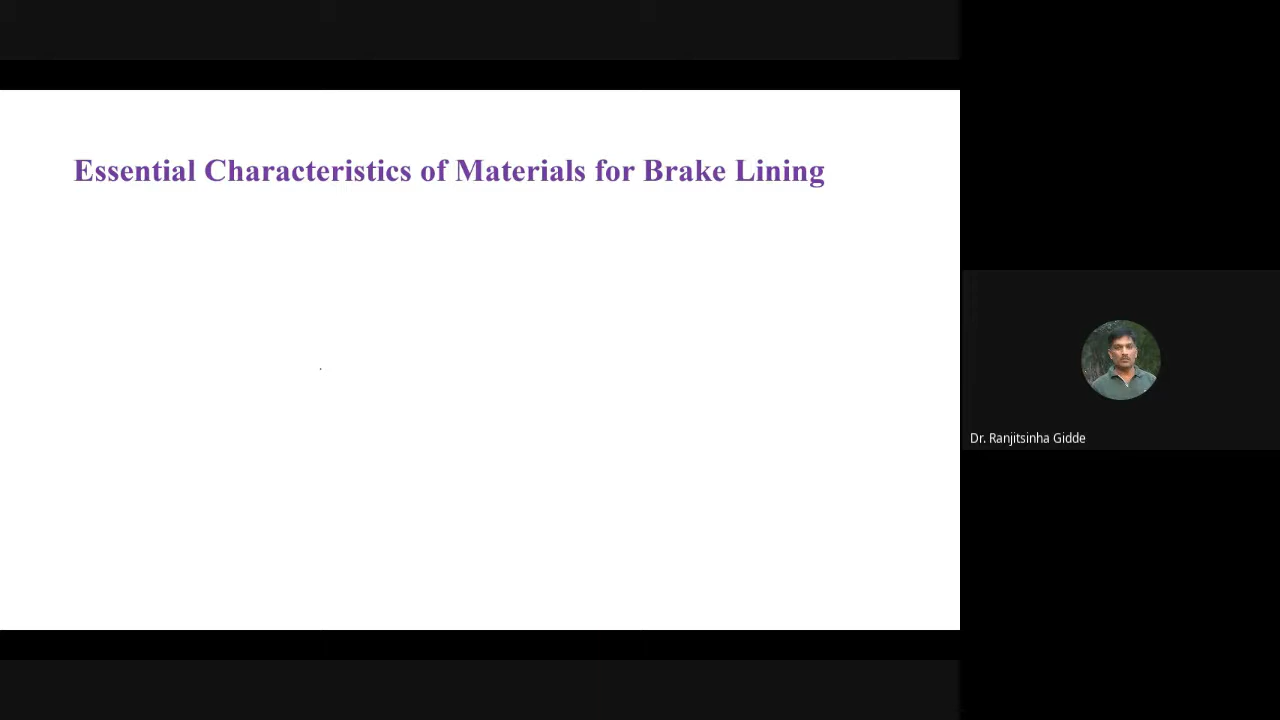 Essential Characteristics of Materials for Brake Lining
Dr. Ranjitsinha Gidde